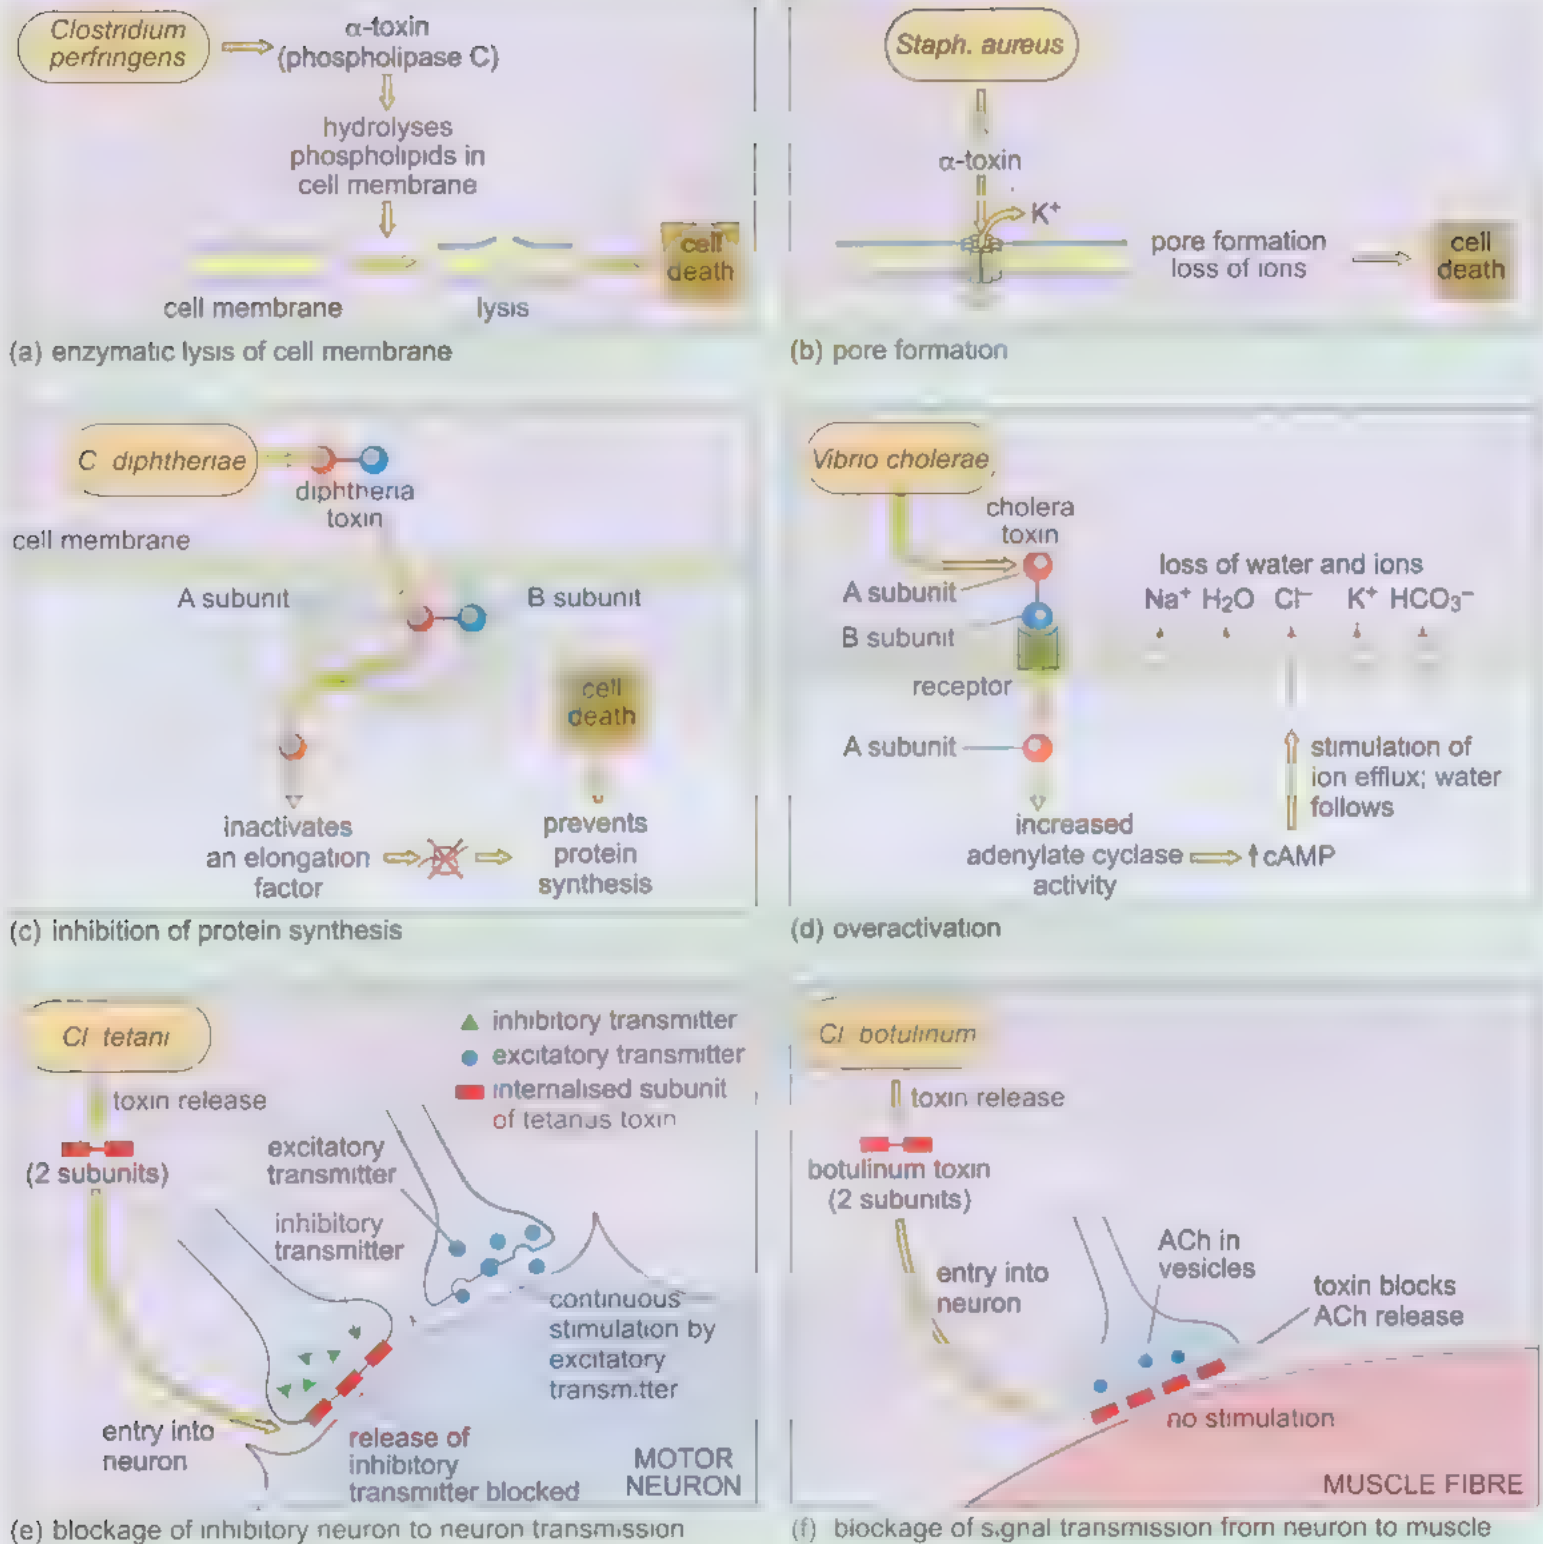 Clostridium
perfringens
α-toxin
(phospholipase C)
hydrolyses
phospholipids in
cell membrane
cell membrane
lysis
cell
death
(a) enzymatic lysis of cell membrane
Staph. aureus
α-toxin
K⁺
pore formation
loss of ions
cell
death
(b) pore formation
C diphtheriae
diphtheria
toxin
cell membrane
A subunit
B subunit
cell
death
inactivates
an elongation
factor
prevents
protein
synthesis
(c) inhibition of protein synthesis
Vibrio cholerae
cholera
toxin
A subunit
B subunit
receptor
A subunit
loss of water and ions
Na⁺ H₂O Cl⁻ K⁺ HCO₃⁻
stimulation of
ion efflux; water
follows
increased
adenylate cyclase
activity
↑cAMP
(d) overactivation
Cl tetani
toxin release
(2 subunits)
inhibitory transmitter
excitatory transmitter
internalised subunit
of tetanus toxin
excitatory
transmitter
inhibitory
transmitter
continuous
stimulation by
excitatory
transmitter
entry into
neuron
release of
inhibitory
transmitter blocked
MOTOR
NEURON
(e) blockage of inhibitory neuron to neuron transmission
Cl botulinum
toxin release
botulinum toxin
(2 subunits)
entry into
neuron
ACh in
vesicles
toxin blocks
ACh release
no stimulation
MUSCLE FIBRE
(f) blockage of signal transmission from neuron to muscle